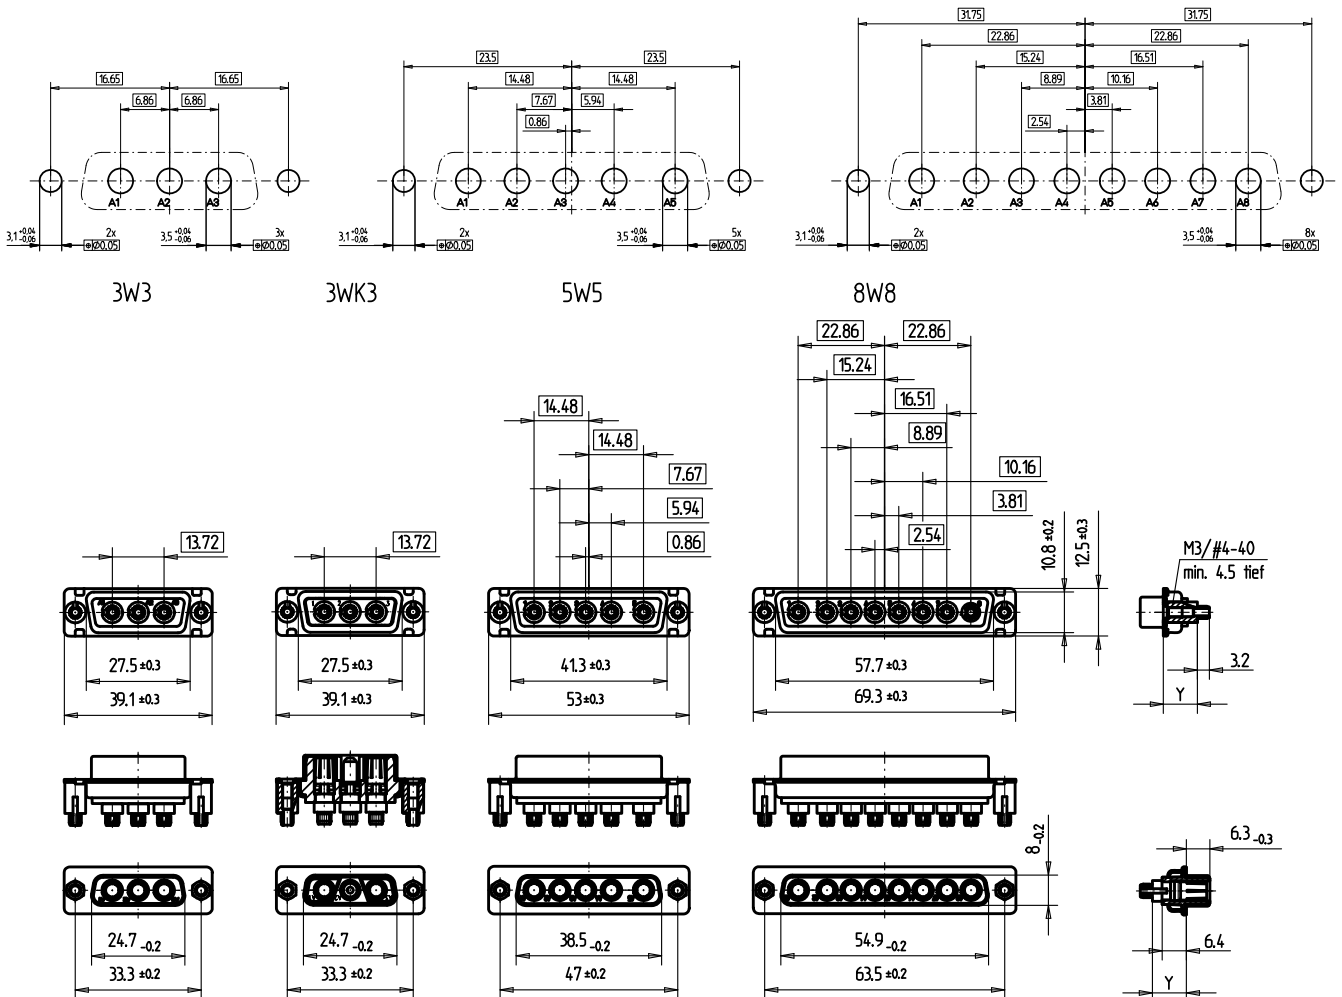 31.75 31.75
22.86 22.86
23.5 23.5 15.24 16.51
16.65 16.65 14.48 14.48 8.89 10.16
6.86 6.86 7.67 5.94 3.81
0.86 2.54
A1 A2 A3 A1 A2 A3 A4 A5 A1 A2 A3 A4 A5 A6 A7 A8
3,1 +0.04 -0.06 2x ⌖Ø0.05 3,5 +0.04 -0.06 3x ⌖Ø0.05 3,1 +0.04 -0.06 2x ⌖Ø0.05 3,5 +0.04 -0.06 5x ⌖Ø0.05 3,1 +0.04 -0.06 2x ⌖Ø0.05 3,5 +0.04 -0.06 8x ⌖Ø0.05
3W3 3WK3 5W5 8W8
22.86 22.86
15.24
14.48 16.51
14.48 8.89
7.67 10.16
5.94 3.81
13.72 13.72 0.86 2.54
10.8 ±0.2
12.5 ±0.3
M3/#4-40
min. 4.5 tief
27.5 ±0.3 27.5 ±0.3 41.3 ±0.3 57.7 ±0.3 3.2
39.1 ±0.3 39.1 ±0.3 53 ±0.3 69.3 ±0.3 Y
8 -0.2
6.3 -0.3
24.7 -0.2 24.7 -0.2 38.5 -0.2 54.9 -0.2 6.4
33.3 ±0.2 33.3 ±0.2 47 ±0.2 63.5 ±0.2 Y